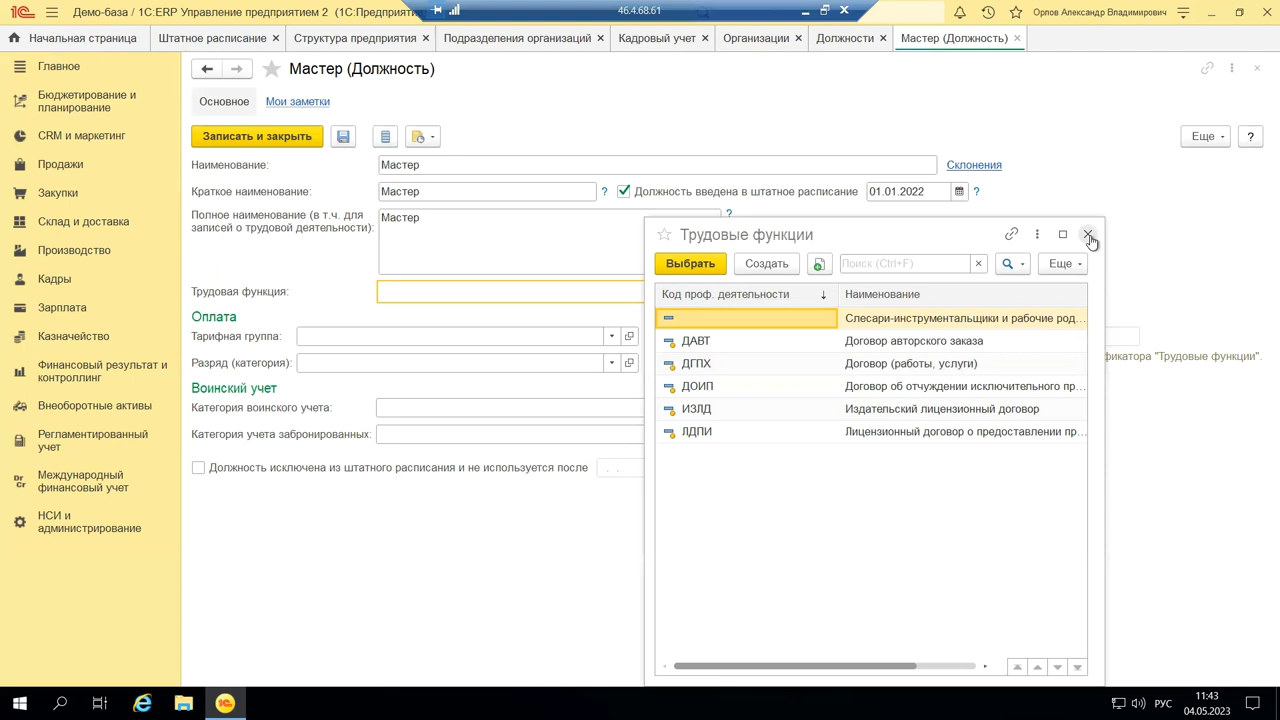 Демо-база / 1С:ERP Управление предприятием 2 (1С:Предприяти
46.4.68.61
Орлов Александр Владимирович
Начальная страница
Штатное расписание
Структура предприятия
Подразделения организаций
Кадровый учет
Организации
Должности
Мастер (Должность)
Главное
Бюджетирование и
планирование
CRM и маркетинг
Продажи
Закупки
Склад и доставка
Производство
Кадры
Зарплата
Казначейство
Финансовый результат и
контроллинг
Внеоборотные активы
Регламентированный
учет
Международный
финансовый учет
НСИ и
администрирование
Мастер (Должность)
Основное
Мои заметки
Записать и закрыть
Еще
?
Наименование:
Мастер
Склонения
Краткое наименование:
Мастер
?
Должность введена в штатное расписание
01.01.2022
?
Полное наименование (в т.ч. для
записей о трудовой деятельности):
Мастер
?
Трудовая функция:
Оплата
Тарифная группа:
Разряд (категория):
фикатора "Трудовые функции".
Воинский учет
Категория воинского учета:
Категория учета забронированных:
Должность исключена из штатного расписания и не используется после
. .
Трудовые функции
Выбрать
Создать
Поиск (Ctrl+F)
Еще
Код проф. деятельности
Наименование
Слесари-инструментальщики и рабочие род...
ДАВТ
Договор авторского заказа
ДГПХ
Договор (работы, услуги)
ДОИП
Договор об отчуждении исключительного пр...
ИЗЛД
Издательский лицензионный договор
ЛДПИ
Лицензионный договор о предоставлении пр...
РУС
11:43
04.05.2023